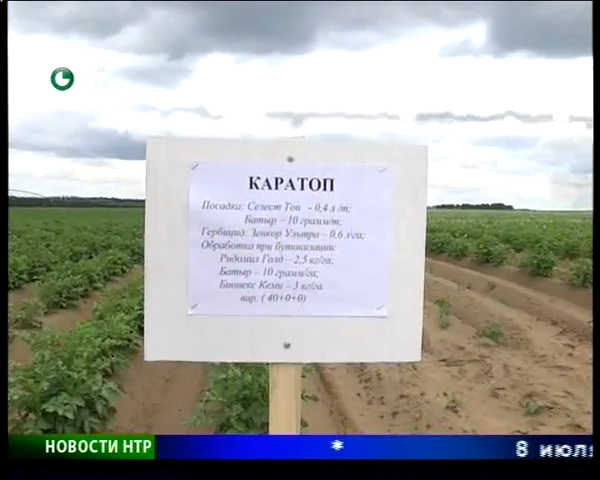 КАРАТОП
Посадка: Селест Топ - 0,4 л /т;
Батыр – 10 грамм/т;
Гербицид: Зенкор Ультра – 0,6 л/га;
Обработка при бутонизации:
Ридомил Голд – 2,5 кг/га;
Батыр – 10 грамм/га;
Бионекс Кеми – 3 кг/га
вар. ( 40+0+0)
НОВОСТИ НТР
8 июл